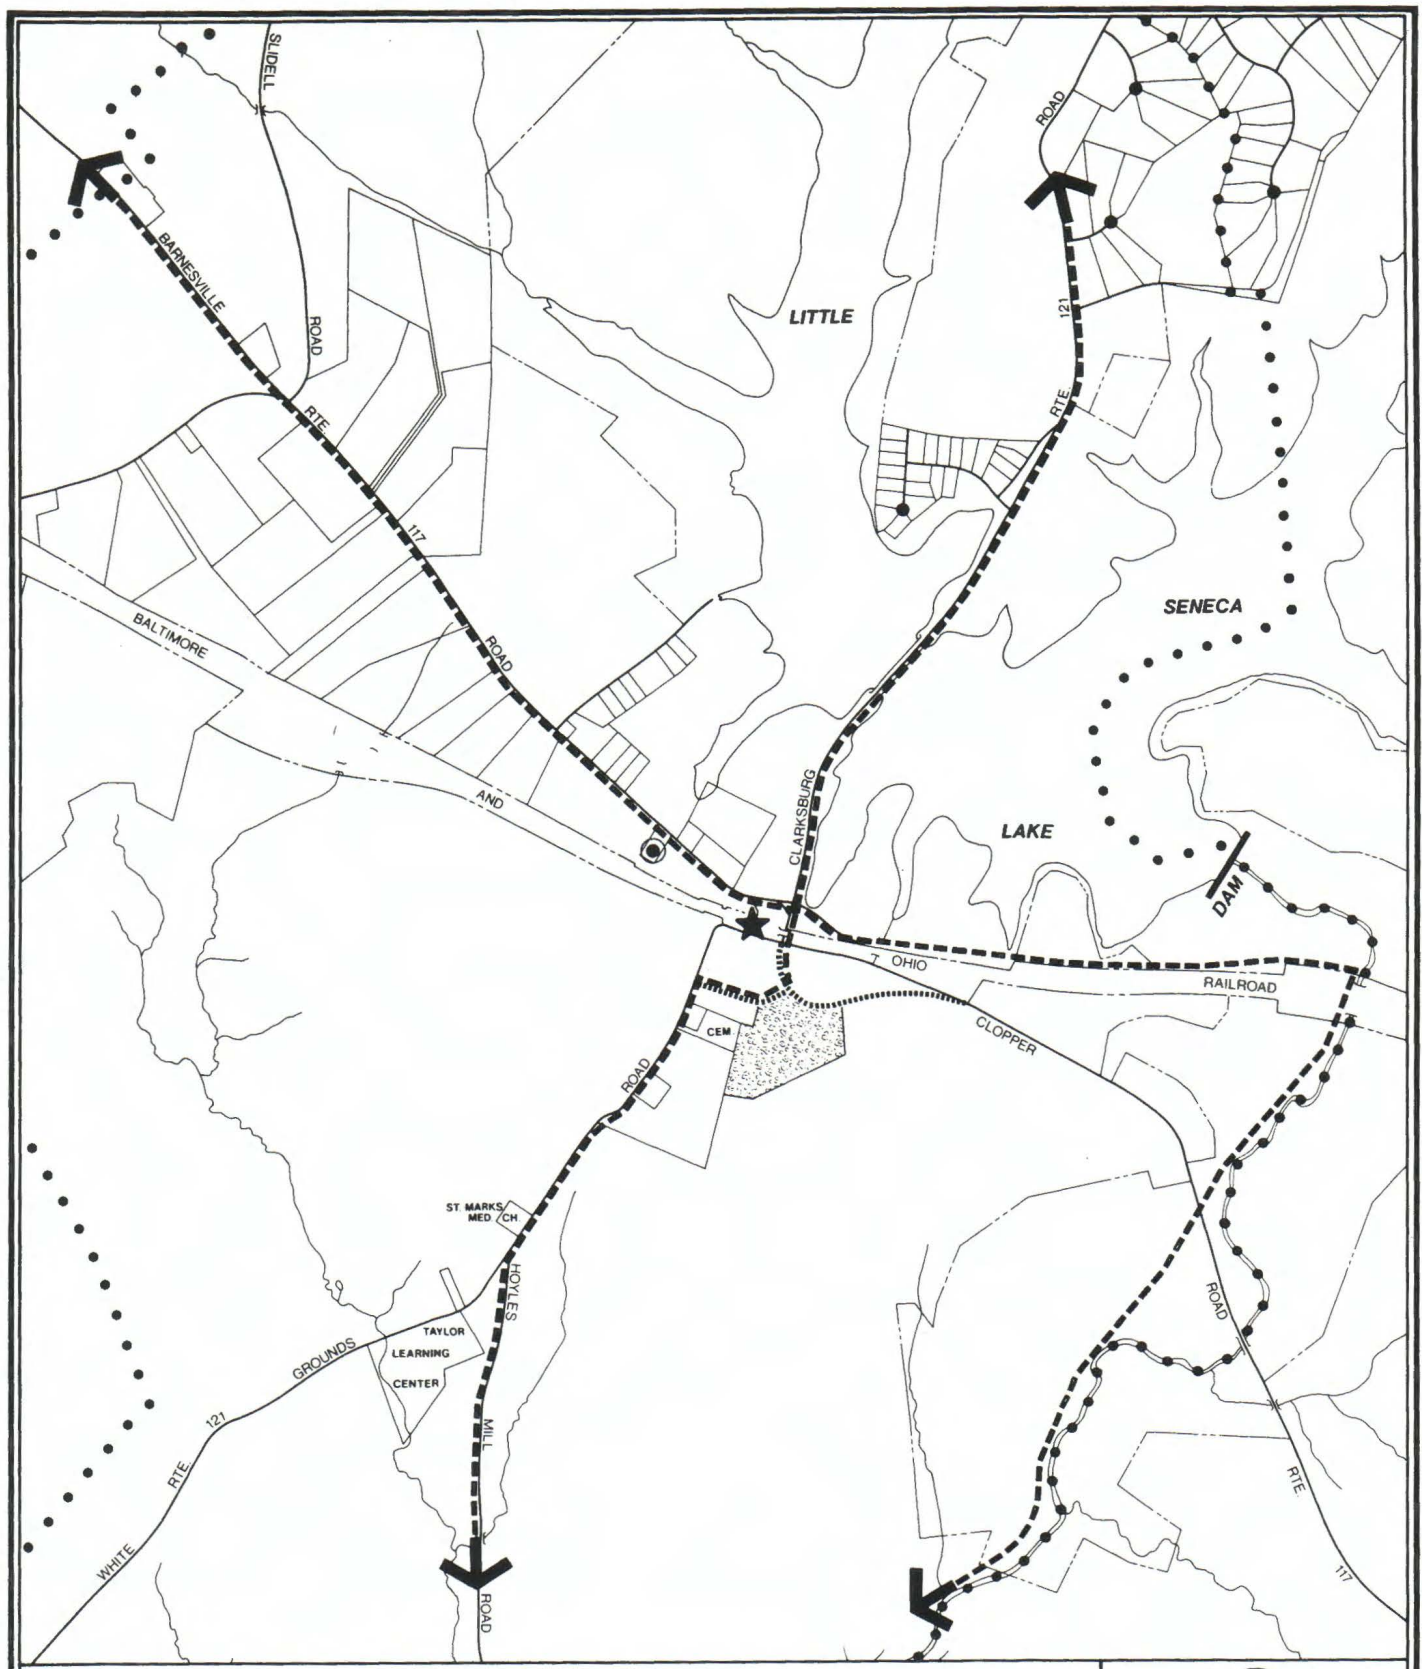 SLIDELL
ROAD
ROAD
BARNESVILLE
RTE.
117
ROAD
LITTLE
121
RTE.
SENECA
LAKE
BALTIMORE
AND
CLARKSBURG
DAM
OHIO
RAILROAD
CLOPPER
CEM.
ROAD
ST. MARKS
MED. CH.
HOYLES
TAYLOR
LEARNING
CENTER
GROUNDS
121
RTE.
WHITE
MILL
ROAD
ROAD
RTE.
117